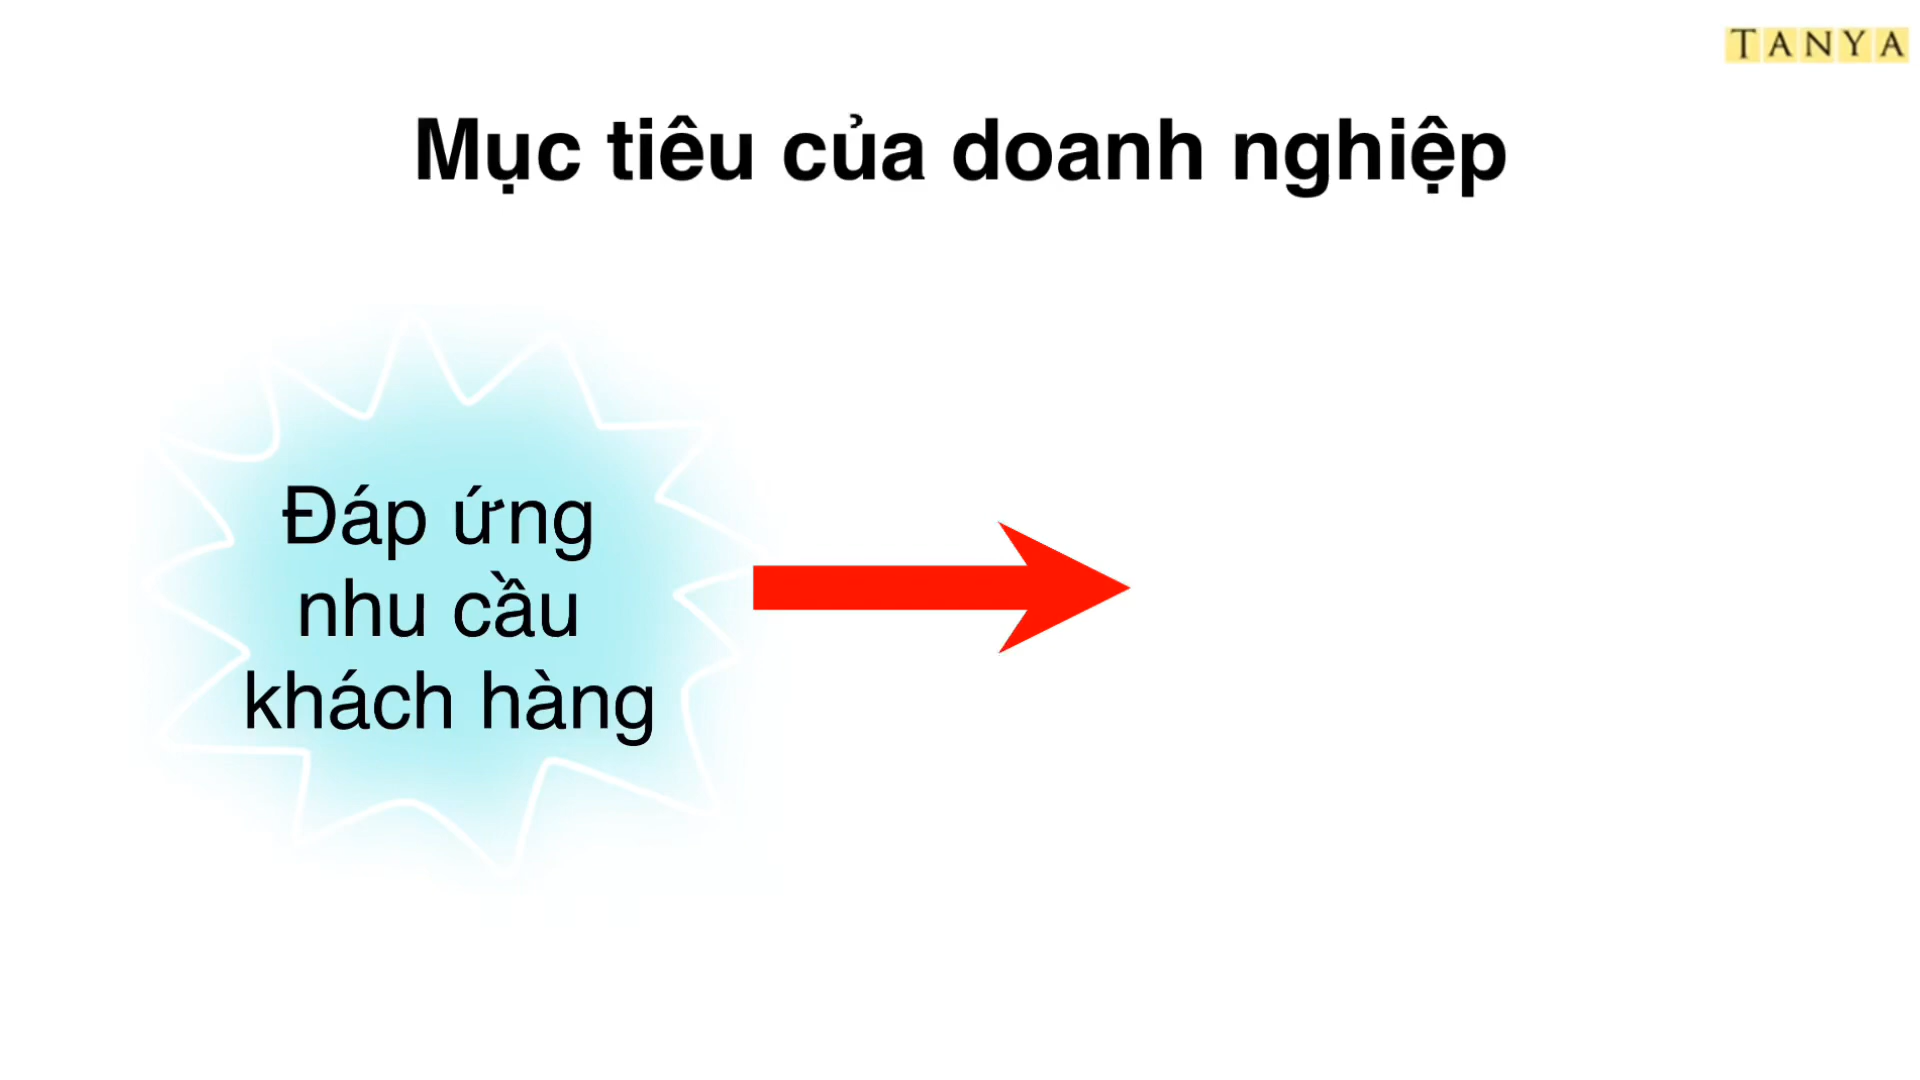 TANYA
Mục tiêu của doanh nghiệp
Đáp ứng
nhu cầu
khách hàng